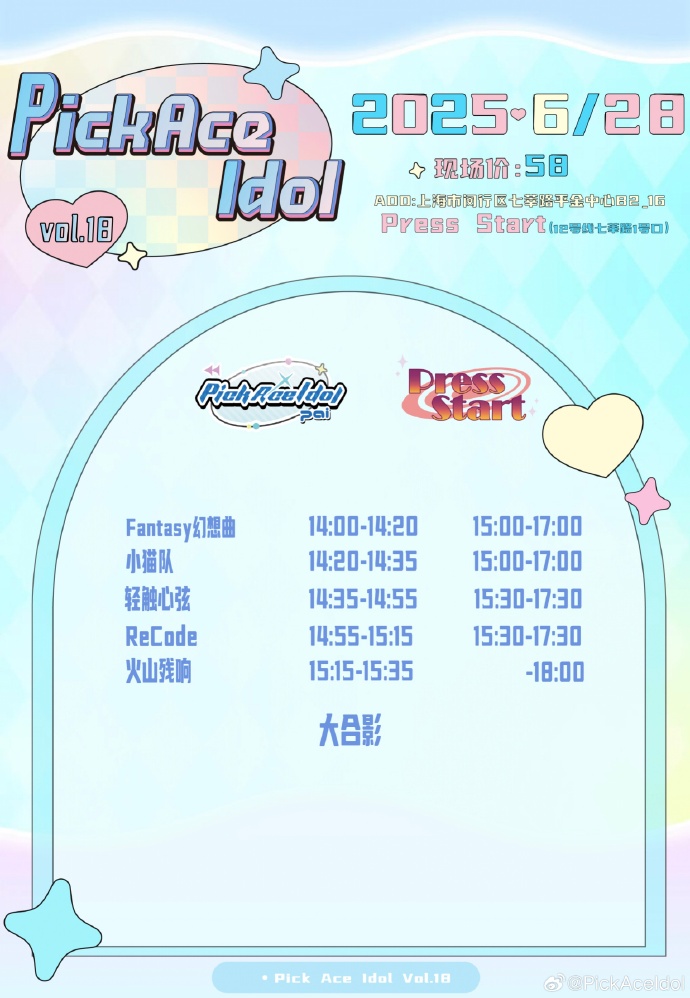 PickAce
Idol
vol.18
2025 6/28
现场价:58
ADD:上海市闵行区七莘路平金中心B2_16
Press Start(12号线七莘路1号口)
PickAceIdol
pai
Press
Start
Fantasy幻想曲 14:00-14:20 15:00-17:00
小猫队 14:20-14:35 15:00-17:00
轻触心弦 14:35-14:55 15:30-17:30
ReCode 14:55-15:15 15:30-17:30
火山残响 15:15-15:35 -18:00
大合影
• Pick Ace Idol Vol.18
@PickAceIdol